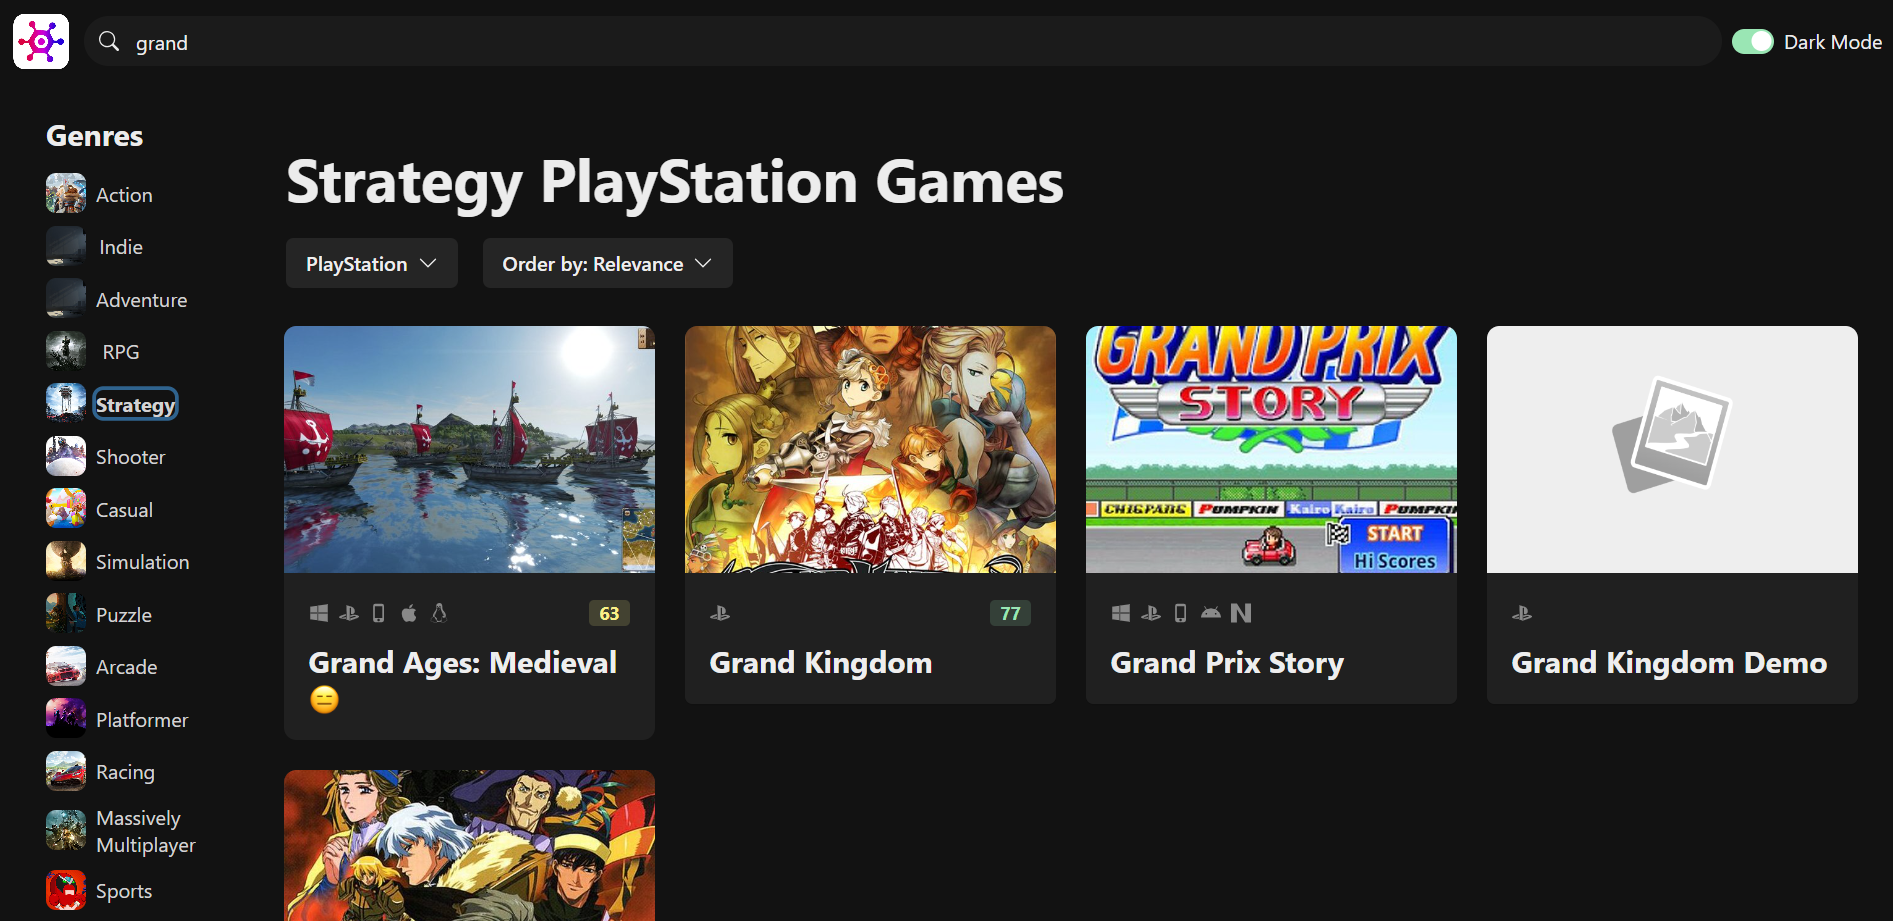 grand
Dark Mode
Genres
Action
Indie
Adventure
RPG
Strategy
Shooter
Casual
Simulation
Puzzle
Arcade
Platformer
Racing
Massively
Multiplayer
Sports
Strategy PlayStation Games
PlayStation
Order by: Relevance
63
Grand Ages: Medieval
😑
77
Grand Kingdom
GRAND PRIX
STORY
CHIGPANG PUMPKIN Kairo Kairo PUMPKIN
START
Hi Scores
Grand Prix Story
Grand Kingdom Demo